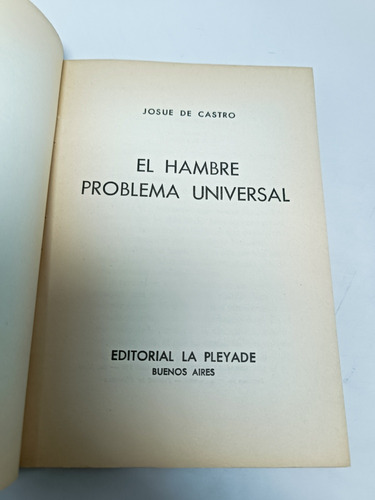 JOSUE DE CASTRO
EL HAMBRE
PROBLEMA UNIVERSAL
EDITORIAL LA PLEYADE
BUENOS AIRES